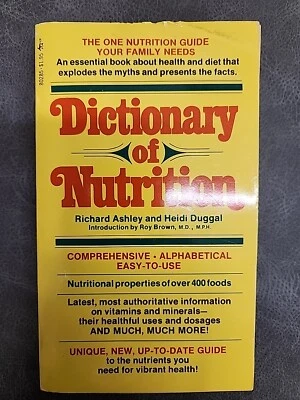 THE ONE NUTRITION GUIDE
YOUR FAMILY NEEDS
An essential book about health and diet that
explodes the myths and presents the facts.
80285·$1.95
Dictionary
of
Nutrition
Richard Ashley and Heidi Duggal
Introduction by Roy Brown, M.D., M.P.H.
COMPREHENSIVE • ALPHABETICAL
EASY-TO-USE
Nutritional properties of over 400 foods
Latest, most authoritative information
on vitamins and minerals—
their healthful uses and dosages
AND MUCH, MUCH MORE!
UNIQUE, NEW, UP-TO-DATE GUIDE
to the nutrients you
need for vibrant health!